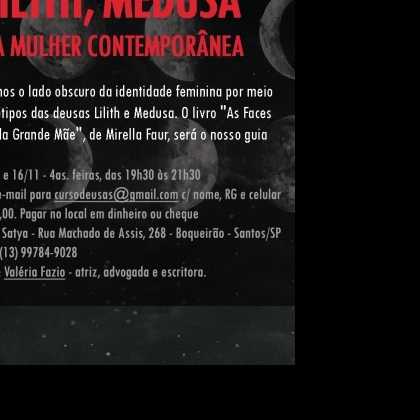 LILITH, MEDUSA
A MULHER CONTEMPORÂNEA
mos o lado obscuro da identidade feminina por meio
étipos das deusas Lilith e Medusa. O livro "As Faces
da Grande Mãe", de Mirella Faur, será o nosso guia
e 16/11 - 4as. feiras, das 19h30 às 21h30
e-mail para cursodeusas@gmail.com c/ nome, RG e celular
,00. Pagar no local em dinheiro ou cheque
Satya - Rua Machado de Assis, 268 - Boqueirão - Santos/SP
(13) 99784-9028
: Valéria Fazio - atriz, advogada e escritora.